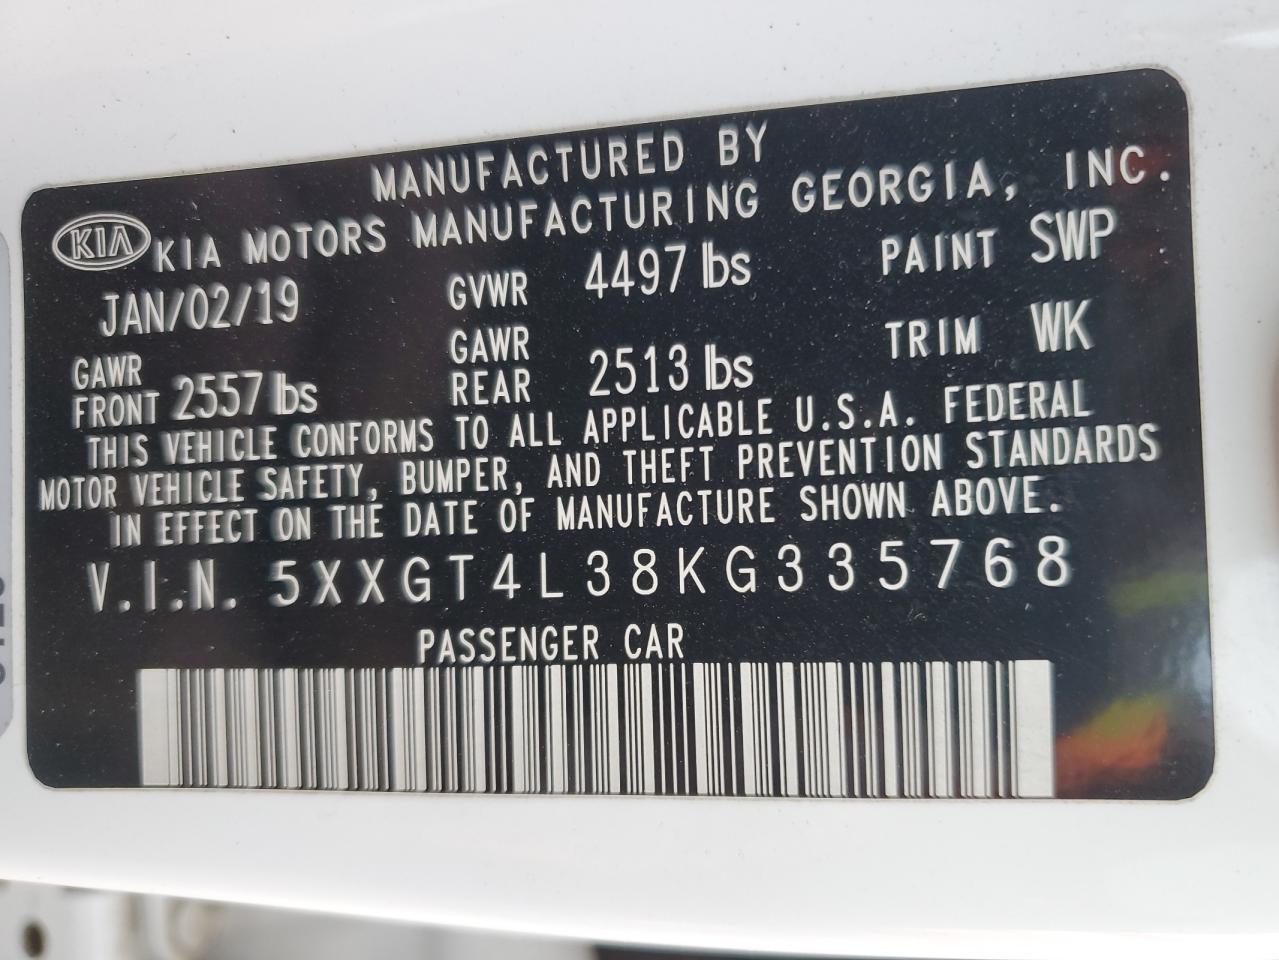 MANUFACTURED BY
KIA KIA MOTORS MANUFACTURING GEORGIA, INC.
JAN/02/19 GVWR 4497 lbs PAINT SWP
GAWR FRONT 2557 lbs GAWR REAR 2513 lbs TRIM WK
THIS VEHICLE CONFORMS TO ALL APPLICABLE U.S.A. FEDERAL
MOTOR VEHICLE SAFETY, BUMPER, AND THEFT PREVENTION STANDARDS
IN EFFECT ON THE DATE OF MANUFACTURE SHOWN ABOVE.
V.I.N. 5XXGT4L38KG335768
PASSENGER CAR